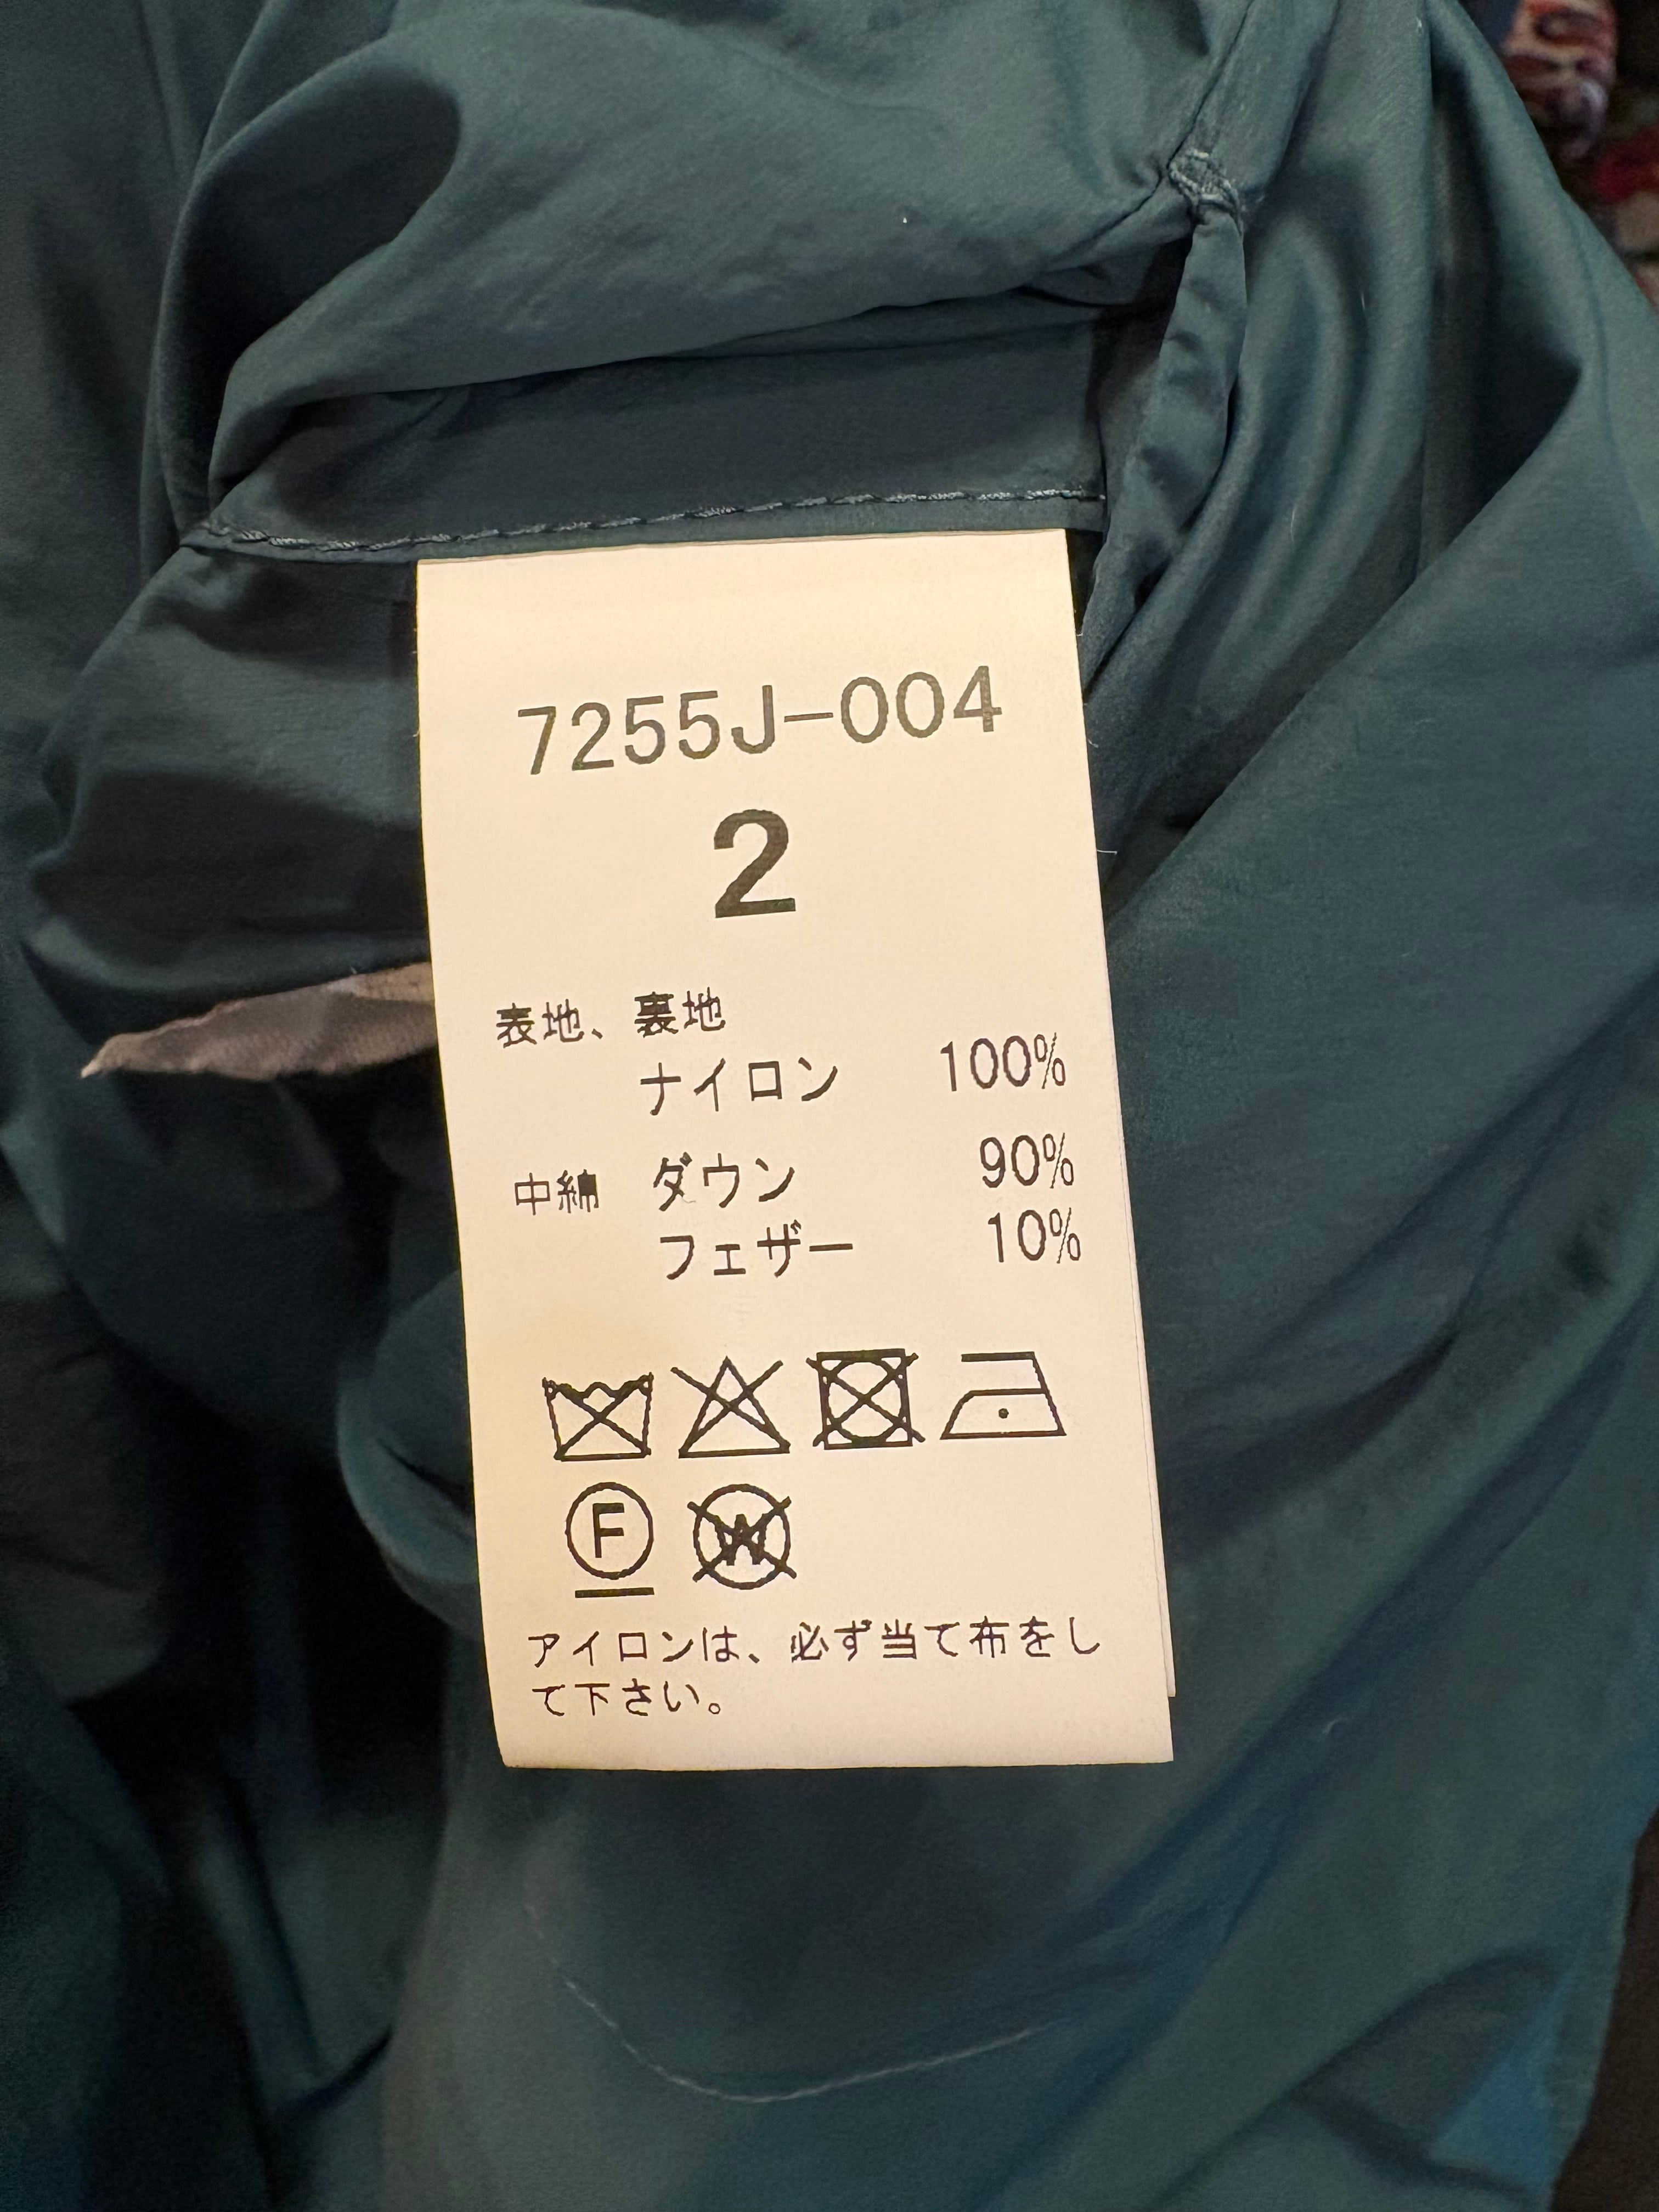 7255J-004
2
表地、裏地
ナイロン 100%
中綿 ダウン 90%
フェザー 10%
F W
アイロンは、必ず当て布をし
て下さい。